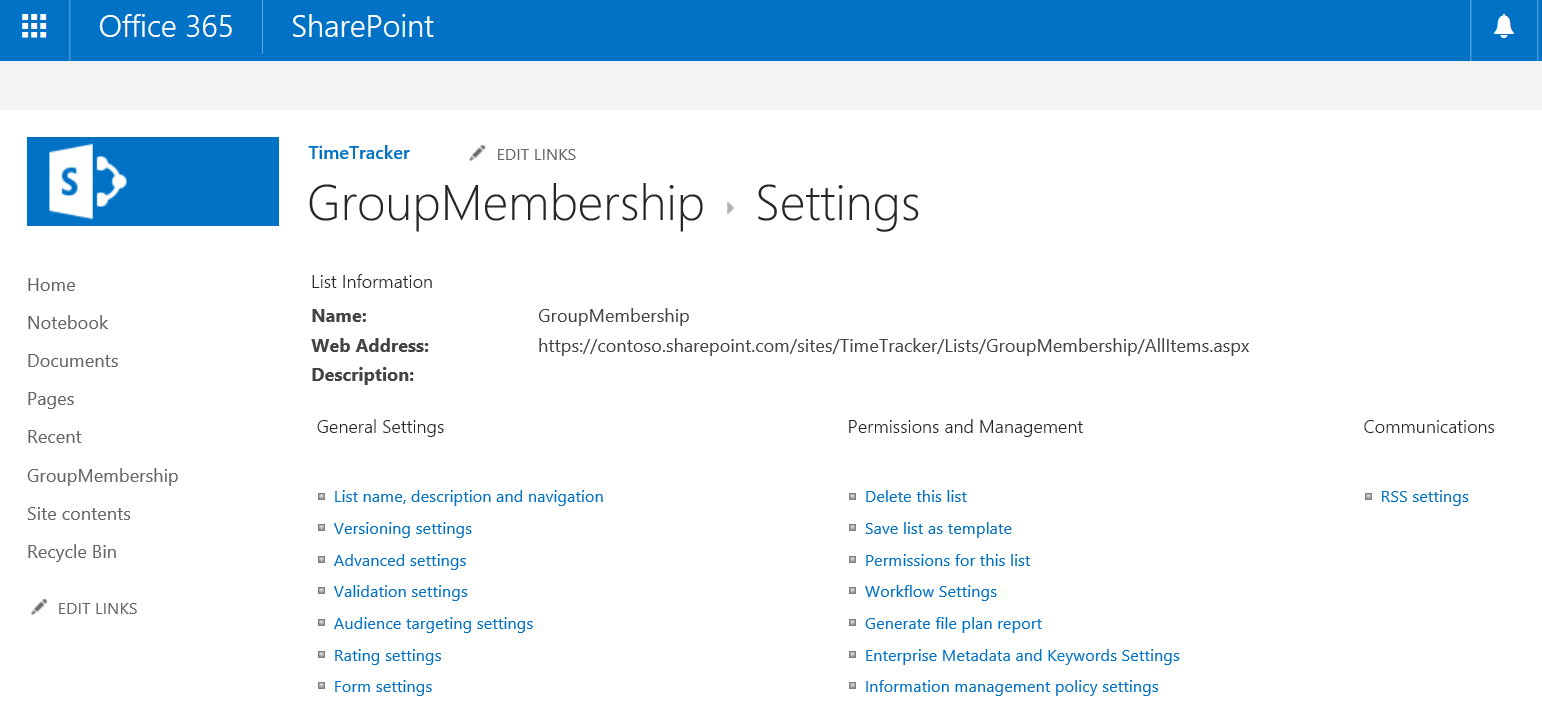 Office 365
SharePoint
S
TimeTracker
EDIT LINKS
GroupMembership Settings
Home
Notebook
Documents
Pages
Recent
GroupMembership
Site contents
Recycle Bin
EDIT LINKS
List Information
Name: GroupMembership
Web Address: https://contoso.sharepoint.com/sites/TimeTracker/Lists/GroupMembership/AllItems.aspx
Description:
General Settings
List name, description and navigation
Versioning settings
Advanced settings
Validation settings
Audience targeting settings
Rating settings
Form settings
Permissions and Management
Delete this list
Save list as template
Permissions for this list
Workflow Settings
Generate file plan report
Enterprise Metadata and Keywords Settings
Information management policy settings
Communications
RSS settings